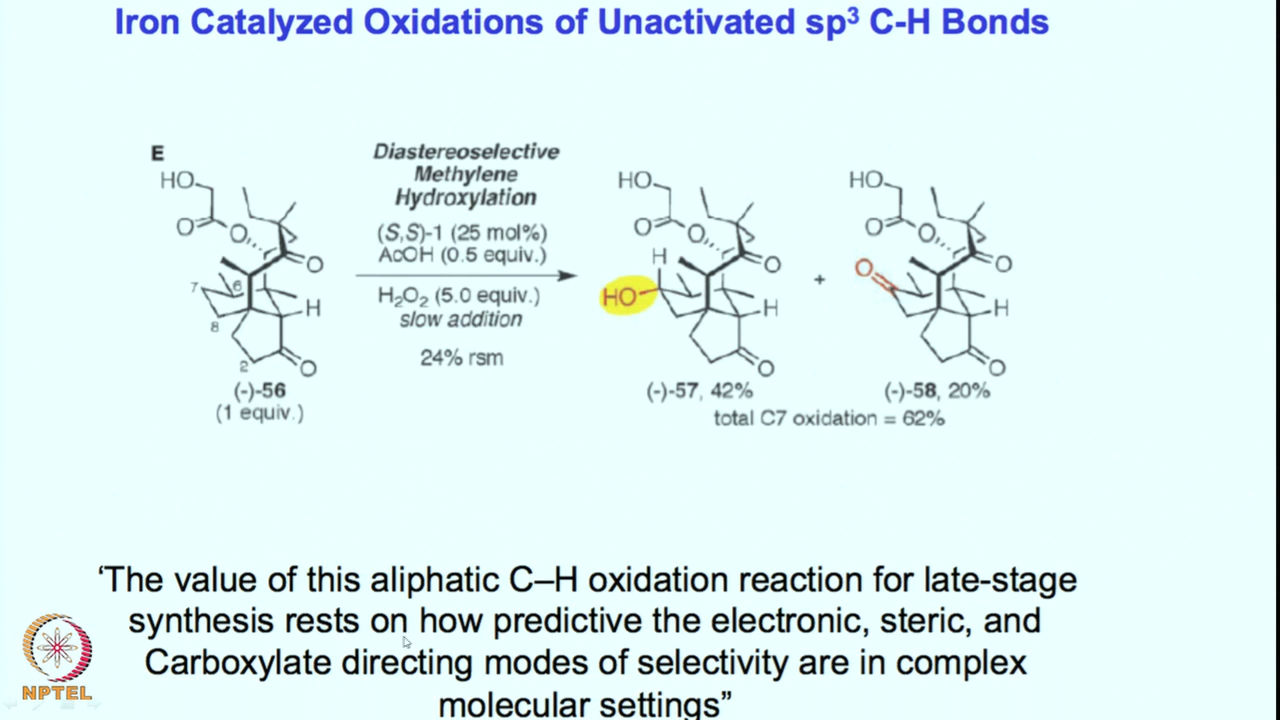 Iron Catalyzed Oxidations of Unactivated sp³ C-H Bonds
E
Diastereoselective
Methylene
Hydroxylation
(S,S)-1 (25 mol%)
AcOH (0.5 equiv.)
H₂O₂ (5.0 equiv.)
slow addition
24% rsm
HO
O
O
O
7
6
H
8
2
O
(-)-56
(1 equiv.)
HO
O
O
H
O
HO
H
O
(-)-57, 42%
+
HO
O
O
O
O
H
O
(-)-58, 20%
total C7 oxidation = 62%
‘The value of this aliphatic C–H oxidation reaction for late-stage
synthesis rests on how predictive the electronic, steric, and
Carboxylate directing modes of selectivity are in complex
molecular settings”
NPTEL